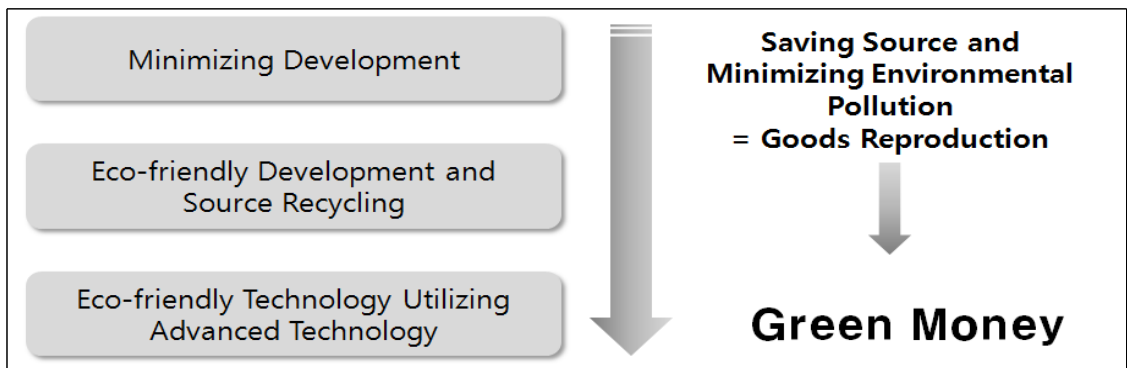 Minimizing Development
Eco-friendly Development and
Source Recycling
Eco-friendly Technology Utilizing
Advanced Technology
Saving Source and
Minimizing Environmental
Pollution
= Goods Reproduction
Green Money